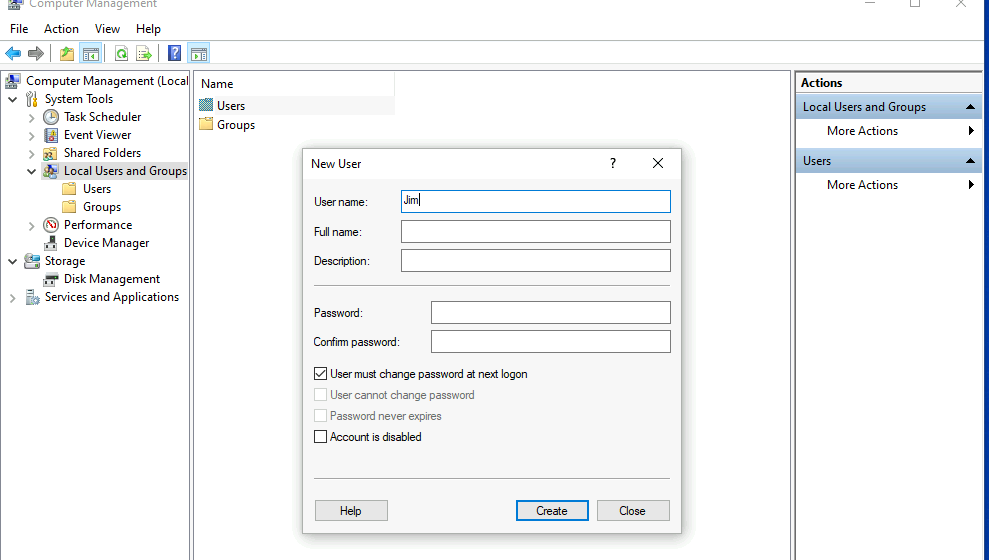 Computer Management
File Action View Help
Computer Management (Local
System Tools
Task Scheduler
Event Viewer
Shared Folders
Local Users and Groups
Users
Groups
Performance
Device Manager
Storage
Disk Management
Services and Applications
Name
Users
Groups
New User
?
User name: Jim
Full name:
Description:
Password:
Confirm password:
User must change password at next logon
User cannot change password
Password never expires
Account is disabled
Help Create Close
Actions
Local Users and Groups
More Actions
Users
More Actions